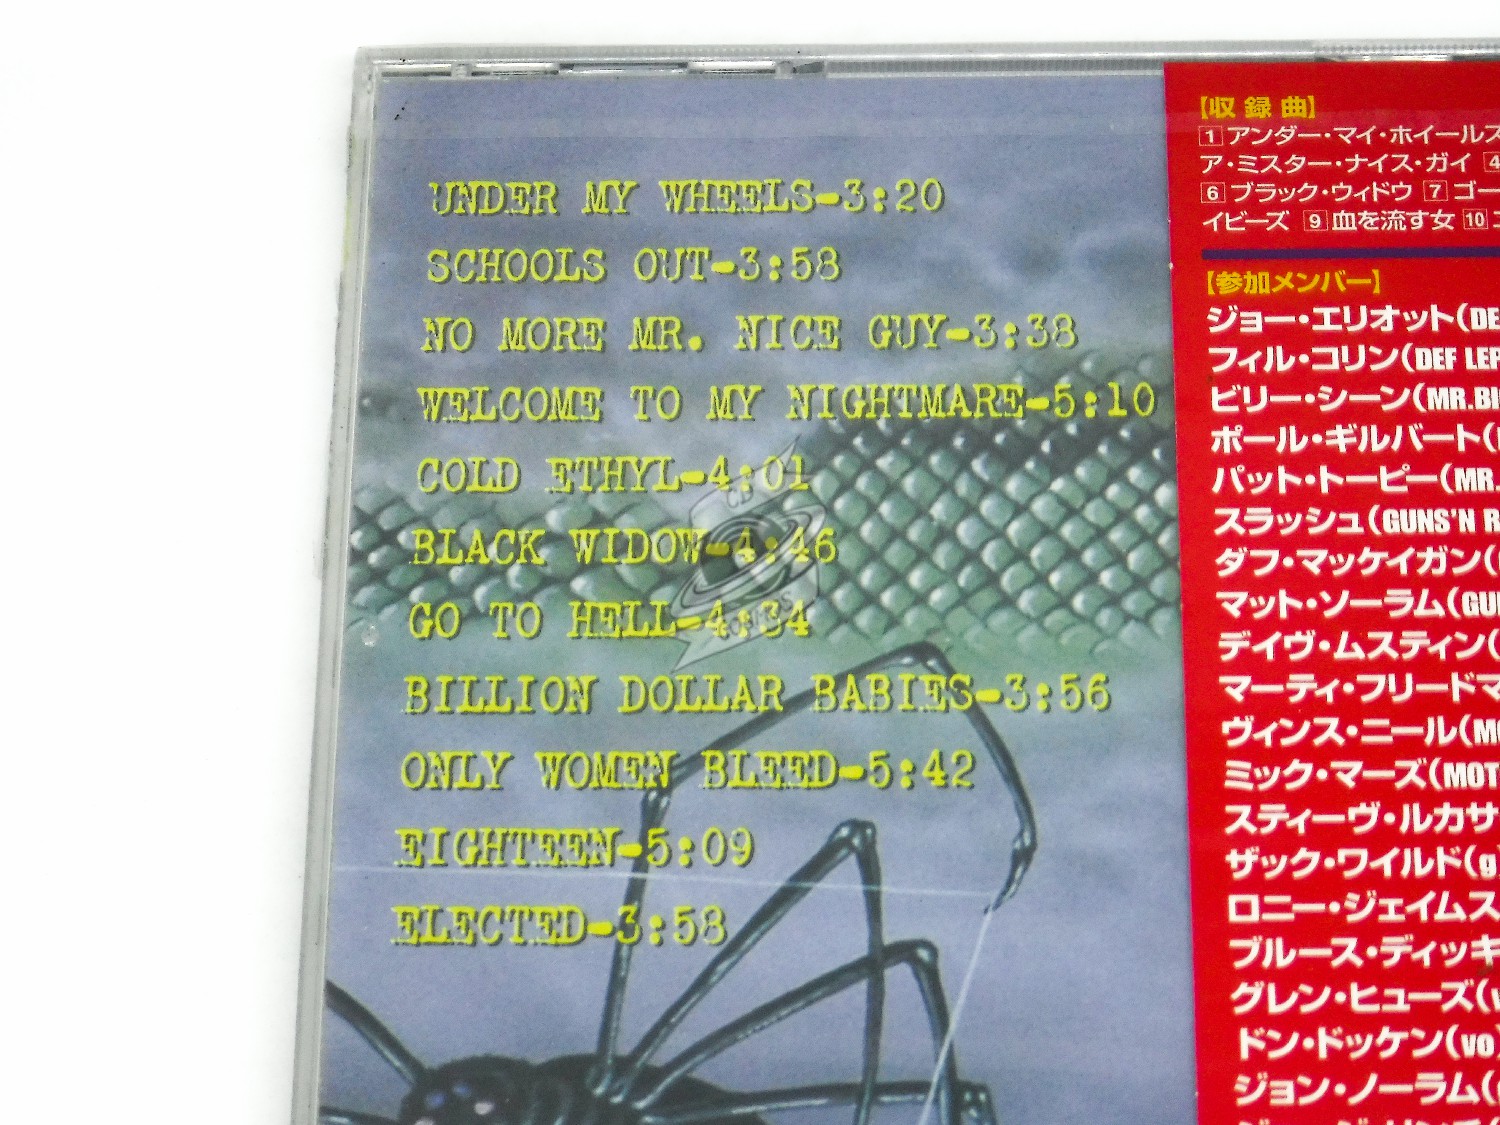 UNDER MY WHEELS-3:20
SCHOOLS OUT-3:58
NO MORE MR. NICE GUY-3:38
WELCOME TO MY NIGHTMARE-5:10
COLD ETHYL-4:01
BLACK WIDOW-4:46
GO TO HELL-4:34
BILLION DOLLAR BABIES-3:56
ONLY WOMEN BLEED-5:42
EIGHTEEN-5:09
ELECTED-3:58
【収録曲】
1 アンダー・マイ・ホイールズ
ア・ミスター・ナイス・ガイ 4
6 ブラック・ウィドウ 7 ゴー
イビーズ 9 血を流す女 10
【参加メンバー】
ジョー・エリオット(DE
フィル・コリン(DEF LEP
ビリー・シーン(MR.BI
ポール・ギルバート(
パット・トーピー(MR.
スラッシュ(GUNS'N R
ダフ・マッケイガン(
マット・ソーラム(GU
デイヴ・ムスティン(
マーティ・フリードマ
ヴィンス・ニール(MO
ミック・マーズ(MOT
スティーヴ・ルカサ
ザック・ワイルド(g)
ロニー・ジェイムス
ブルース・ディッキ
グレン・ヒューズ(v
ドン・ドッケン(vo)
ジョン・ノーラム(